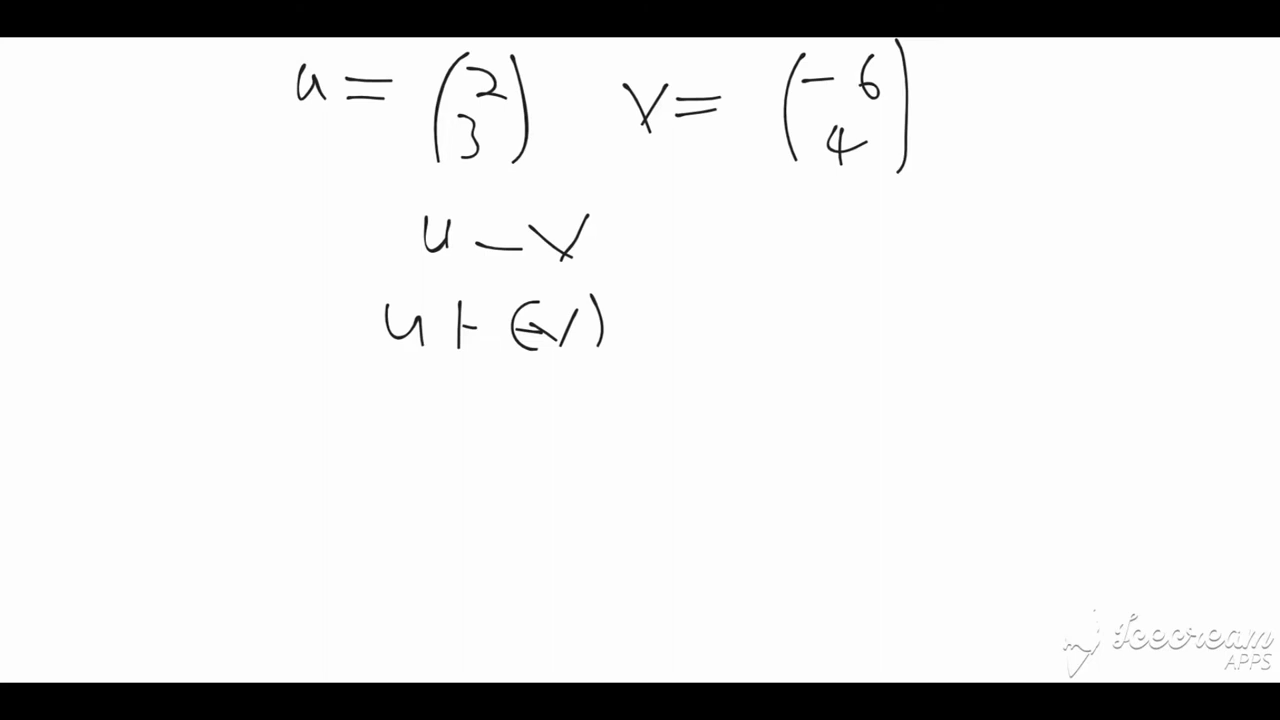 u = (2 3) v = (-6 4)
u - v
u + (-v)
Icecream
APPS